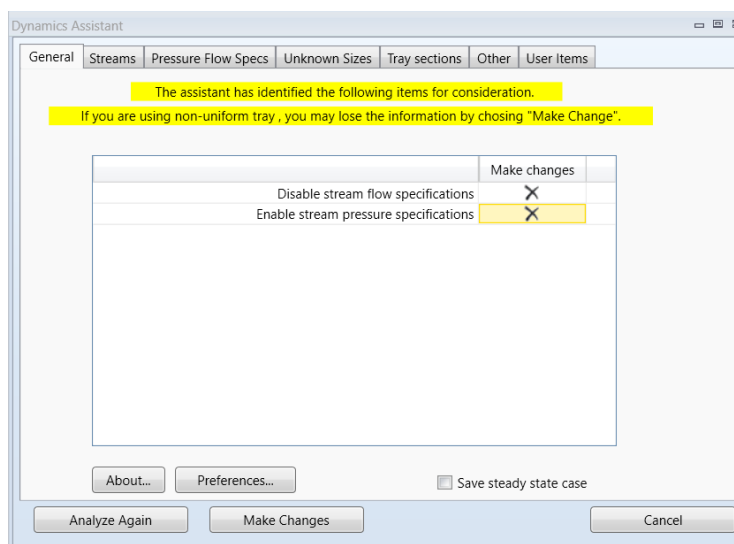 Dynamics Assistant
General Streams Pressure Flow Specs Unknown Sizes Tray sections Other User Items
The assistant has identified the following items for consideration.
If you are using non-uniform tray , you may lose the information by chosing "Make Change".
Make changes
Disable stream flow specifications
Enable stream pressure specifications
About... Preferences... Save steady state case
Analyze Again Make Changes Cancel